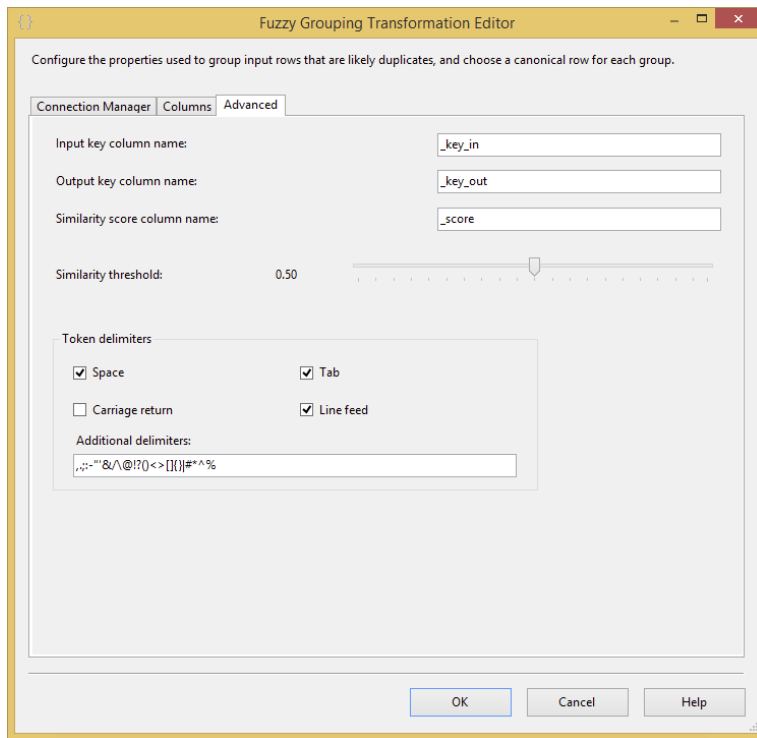 Fuzzy Grouping Transformation Editor
Configure the properties used to group input rows that are likely duplicates, and choose a canonical row for each group.
Connection Manager Columns Advanced
Input key column name: _key_in
Output key column name: _key_out
Similarity score column name: _score
Similarity threshold: 0.50
Token delimiters
Space Tab
Carriage return Line feed
Additional delimiters:
,.;:-"'&/\@!?()<>[]{}|#*^%
OK Cancel Help